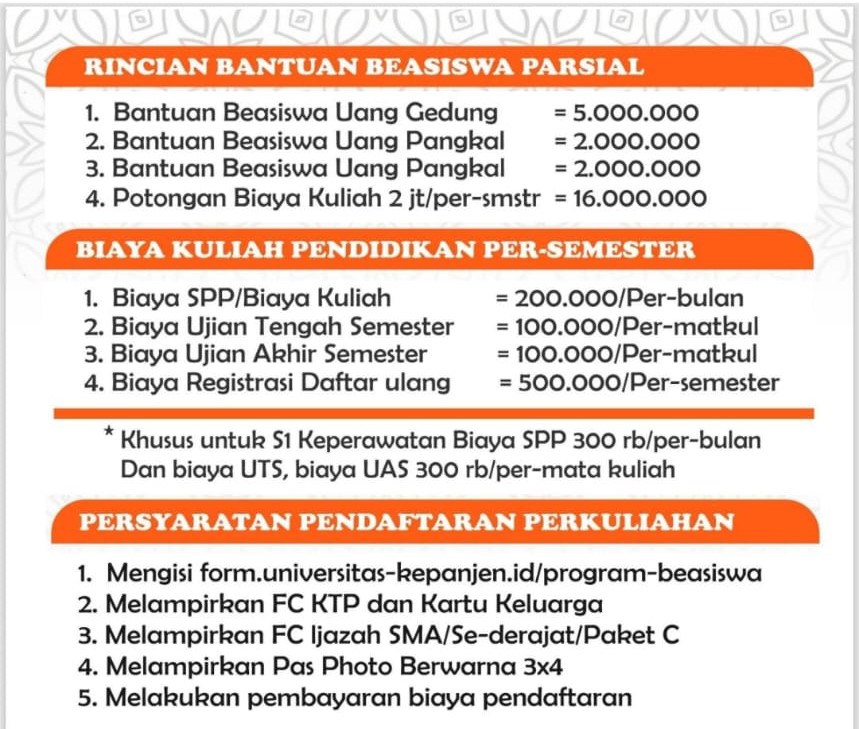 RINCIAN BANTUAN BEASISWA PARSIAL
1. Bantuan Beasiswa Uang Gedung = 5.000.000
2. Bantuan Beasiswa Uang Pangkal = 2.000.000
3. Bantuan Beasiswa Uang Pangkal = 2.000.000
4. Potongan Biaya Kuliah 2 jt/per-smstr = 16.000.000
BIAYA KULIAH PENDIDIKAN PER-SEMESTER
1. Biaya SPP/Biaya Kuliah = 200.000/Per-bulan
2. Biaya Ujian Tengah Semester = 100.000/Per-matkul
3. Biaya Ujian Akhir Semester = 100.000/Per-matkul
4. Biaya Registrasi Daftar ulang = 500.000/Per-semester
* Khusus untuk S1 Keperawatan Biaya SPP 300 rb/per-bulan
Dan biaya UTS, biaya UAS 300 rb/per-mata kuliah
PERSYARATAN PENDAFTARAN PERKULIAHAN
1. Mengisi form.universitas-kepanjen.id/program-beasiswa
2. Melampirkan FC KTP dan Kartu Keluarga
3. Melampirkan FC Ijazah SMA/Se-derajat/Paket C
4. Melampirkan Pas Photo Berwarna 3x4
5. Melakukan pembayaran biaya pendaftaran